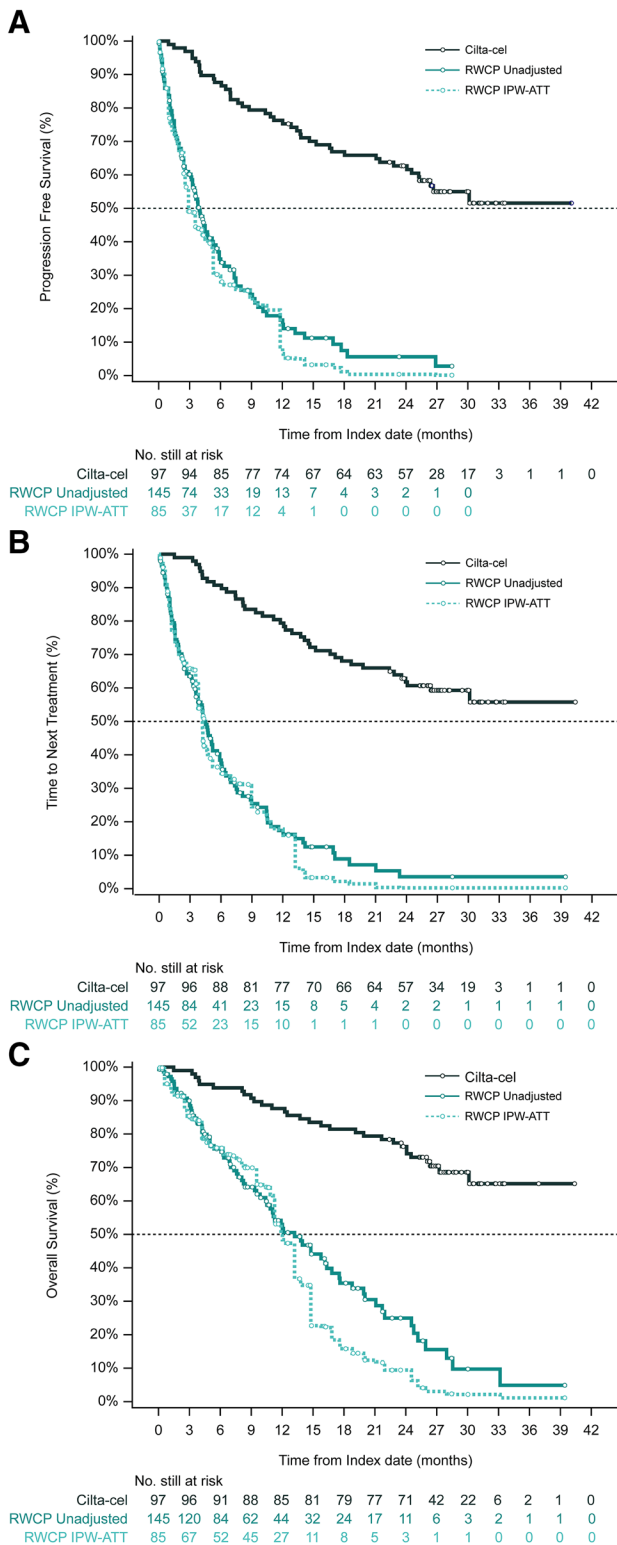 A
100%
90%
80%
70%
60%
50%
40%
30%
20%
10%
0%
Progression Free Survival (%)
Cilta-cel
RWCP Unadjusted
RWCP IPW-ATT
0 3 6 9 12 15 18 21 24 27 30 33 36 39 42
Time from Index date (months)
No. still at risk
Cilta-cel 97 94 85 77 74 67 64 63 57 28 17 3 1 1 0
RWCP Unadjusted 145 74 33 19 13 7 4 3 2 1 0
RWCP IPW-ATT 85 37 17 12 4 1 0 0 0 0 0
B
100%
90%
80%
70%
60%
50%
40%
30%
20%
10%
0%
Time to Next Treatment (%)
Cilta-cel
RWCP Unadjusted
RWCP IPW-ATT
0 3 6 9 12 15 18 21 24 27 30 33 36 39 42
Time from Index date (months)
No. still at risk
Cilta-cel 97 96 88 81 77 70 66 64 57 34 19 3 1 1 0
RWCP Unadjusted 145 84 41 23 15 8 5 4 2 2 1 1 1 1 0
RWCP IPW-ATT 85 52 23 15 10 1 1 1 0 0 0 0 0 0 0
C
100%
90%
80%
70%
60%
50%
40%
30%
20%
10%
0%
Overall Survival (%)
Cilta-cel
RWCP Unadjusted
RWCP IPW-ATT
0 3 6 9 12 15 18 21 24 27 30 33 36 39 42
Time from Index date (months)
No. still at risk
Cilta-cel 97 96 91 88 85 81 79 77 71 42 22 6 2 1 0
RWCP Unadjusted 145 120 84 62 44 32 24 17 11 6 3 2 1 1 0
RWCP IPW-ATT 85 67 52 45 27 11 8 5 3 1 1 0 0 0 0